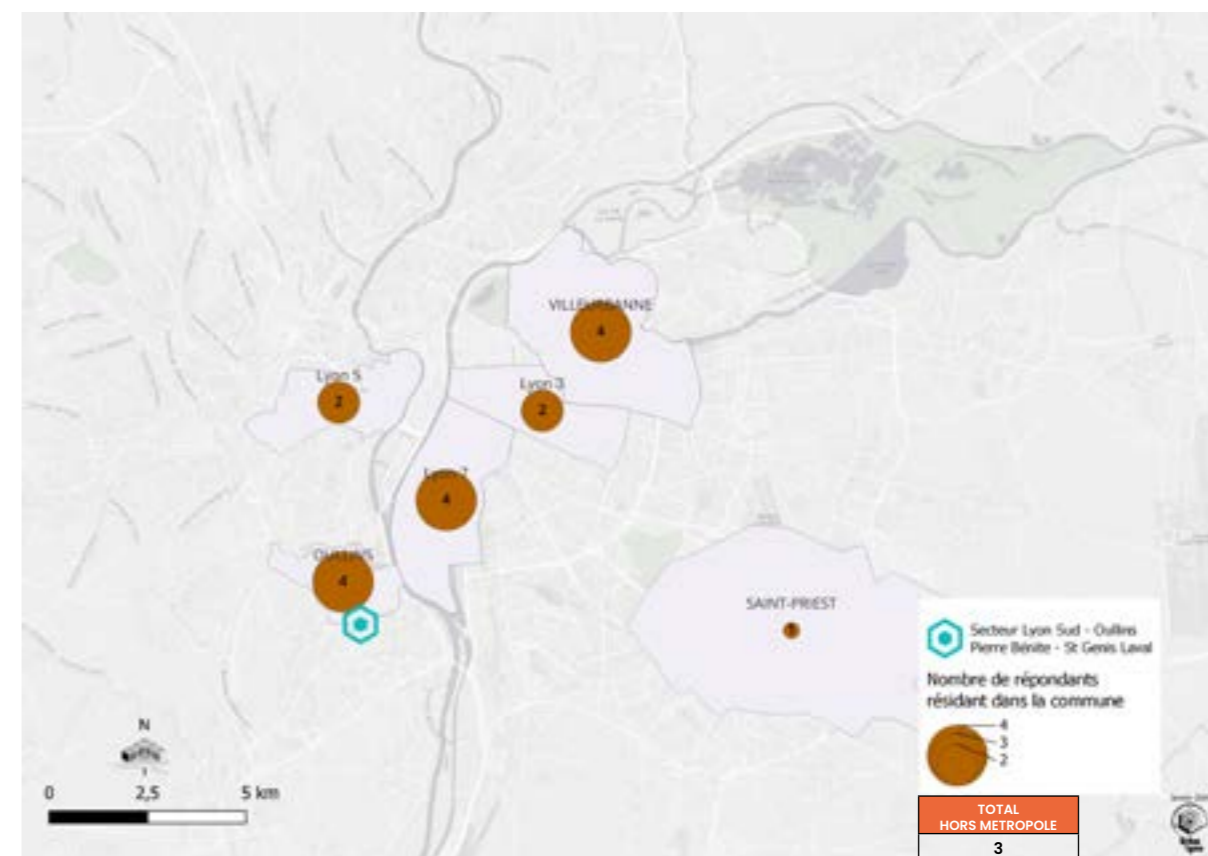 VILLEURBANNE
4
Lyon 5
2
Lyon 3
2
Lyon 7
4
OULLINS
4
SAINT-PRIEST
1
Secteur Lyon Sud - Oullins
Pierre Bénite - St Genis Laval
Nombre de répondants
résidant dans la commune
4
3
2
N
0 2,5 5 km
TOTAL
HORS METROPOLE
3